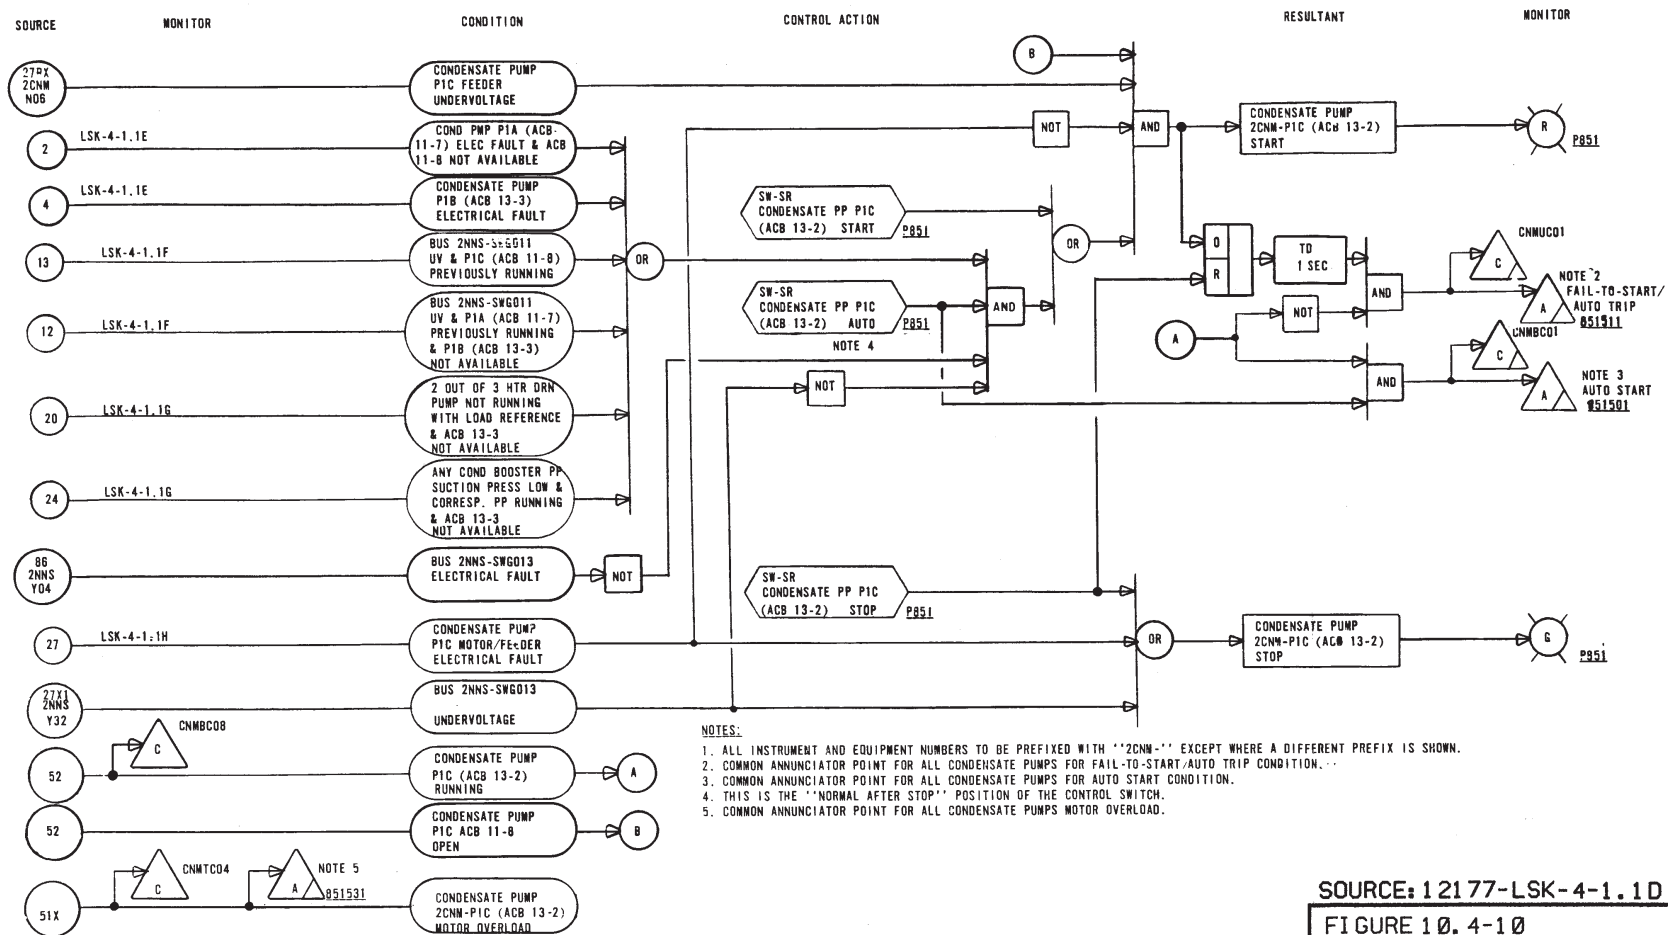 SOURCE
MONITOR
CONDITION
CONTROL ACTION
RESULTANT
MONITOR
27PX
2CNM
N06
CONDENSATE PUMP
P1C FEEDER
UNDERVOLTAGE
B
2
LSK-4-1.1E
COND PMP P1A (ACB-
11-7) ELEC FAULT & ACB
11-8 NOT AVAILABLE
NOT
AND
CONDENSATE PUMP
2CNM-P1C (ACB 13-2)
START
R
P851
4
LSK-4-1.1E
CONDENSATE PUMP
P1B (ACB 13-3)
ELECTRICAL FAULT
SW-SR
CONDENSATE PP P1C
(ACB 13-2) START
P851
OR
13
LSK-4-1.1F
BUS 2NNS-SWG011
UV & P1C (ACB 11-8)
PREVIOUSLY RUNNING
OR
O
R
TD
1 SEC
CNMUC01
C
12
LSK-4-1.1F
BUS 2NNS-SWG011
UV & P1A (ACB 11-7)
PREVIOUSLY RUNNING
& P1B (ACB 13-3)
NOT AVAILABLE
SW-SR
CONDENSATE PP P1C
(ACB 13-2) AUTO
P851
NOTE 4
AND
NOT
AND
A
NOTE 2
FAIL-TO-START/
AUTO TRIP
851511
A
CNMBC01
C
20
LSK-4-1.1G
2 OUT OF 3 HTR DRN
PUMP NOT RUNNING
WITH LOAD REFERENCE
& ACB 13-3
NOT AVAILABLE
NOT
AND
A
NOTE 3
AUTO START
851501
24
LSK-4-1.1G
ANY COND BOOSTER PP
SUCTION PRESS LOW &
CORRESP. PP RUNNING
& ACB 13-3
NOT AVAILABLE
86
2NNS
Y04
BUS 2NNS-SWG013
ELECTRICAL FAULT
NOT
SW-SR
CONDENSATE PP P1C
(ACB 13-2) STOP
P851
27
LSK-4-1.1H
CONDENSATE PUMP
P1C MOTOR/FEEDER
ELECTRICAL FAULT
OR
CONDENSATE PUMP
2CNM-P1C (ACB 13-2)
STOP
G
P851
27X1
2NNS
Y32
BUS 2NNS-SWG013
UNDERVOLTAGE
CNMBC08
C
52
CONDENSATE PUMP
P1C (ACB 13-2)
RUNNING
A
52
CONDENSATE PUMP
P1C ACB 11-8
OPEN
B
C
CNMTC04
A
NOTE 5
851531
51X
CONDENSATE PUMP
2CNM-P1C (ACB 13-2)
MOTOR OVERLOAD
NOTES:
1. ALL INSTRUMENT AND EQUIPMENT NUMBERS TO BE PREFIXED WITH ''2CNM-'' EXCEPT WHERE A DIFFERENT PREFIX IS SHOWN.
2. COMMON ANNUNCIATOR POINT FOR ALL CONDENSATE PUMPS FOR FAIL-TO-START/AUTO TRIP CONDITION.
3. COMMON ANNUNCIATOR POINT FOR ALL CONDENSATE PUMPS FOR AUTO START CONDITION.
4. THIS IS THE ''NORMAL AFTER STOP'' POSITION OF THE CONTROL SWITCH.
5. COMMON ANNUNCIATOR POINT FOR ALL CONDENSATE PUMPS MOTOR OVERLOAD.
SOURCE: 12177-LSK-4-1.1D
FIGURE 10.4-10